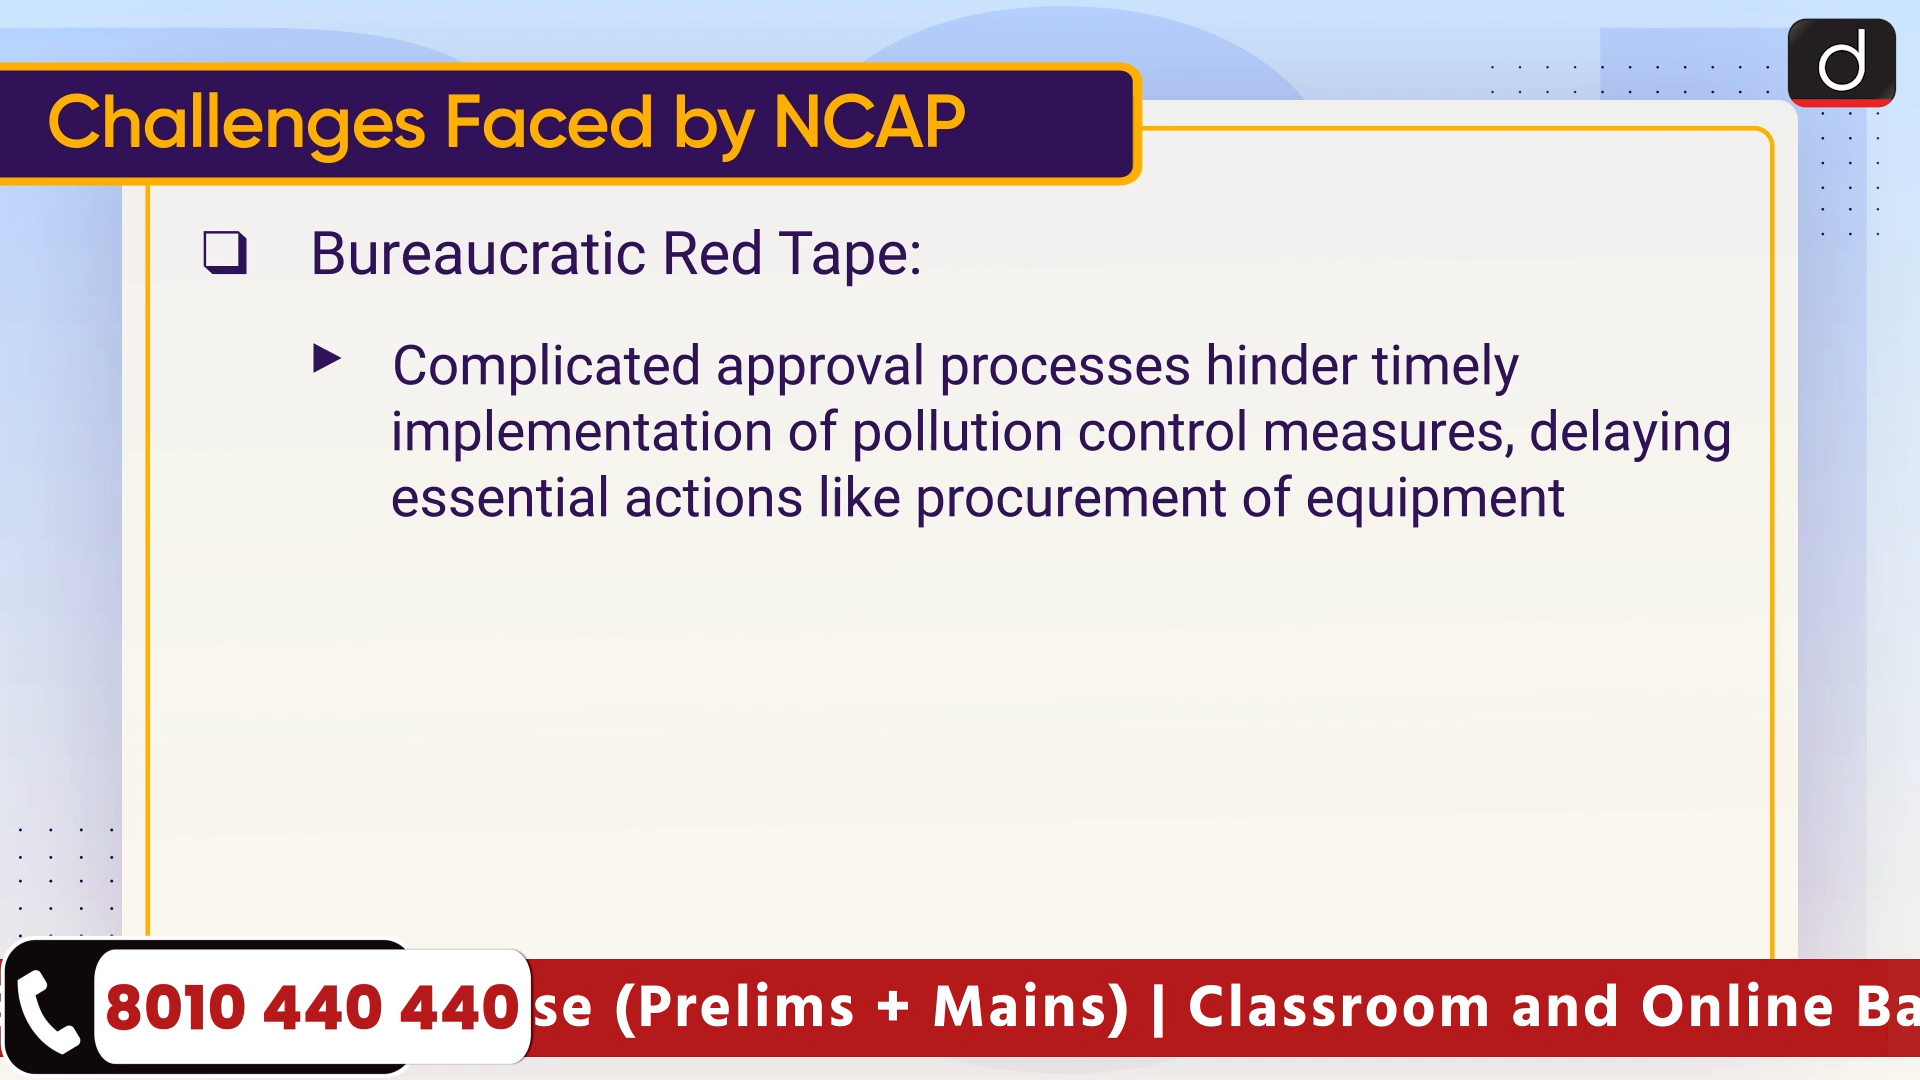 Challenges Faced by NCAP
Bureaucratic Red Tape:
Complicated approval processes hinder timely
implementation of pollution control measures, delaying
essential actions like procurement of equipment
8010 440 440
se (Prelims + Mains) | Classroom and Online Ba